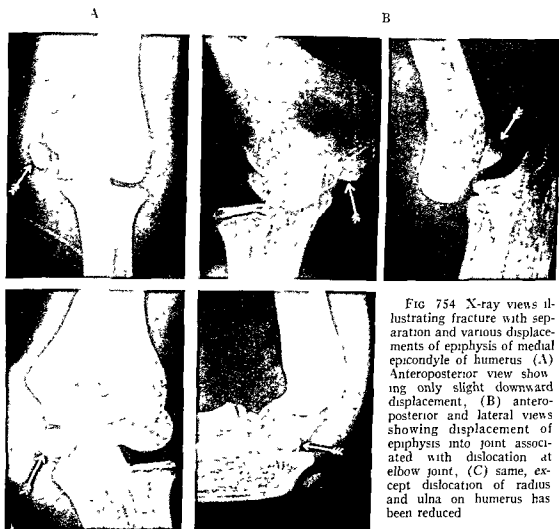 A
B
FIG 754 X-ray views il-
lustrating fracture with sep-
aration and various displace-
ments of epiphysis of medial
epicondyle of humerus (A)
Anteroposterior view show
ing only slight downward
displacement, (B) antero-
posterior and lateral views
showing displacement of
epiphysis into joint associ-
ated with dislocation at
elbow joint, (C) same, ex-
cept dislocation of radius
and ulna on humerus has
been reduced